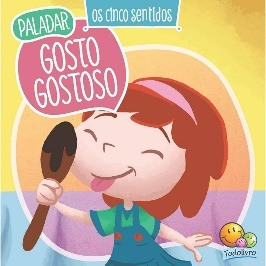 PALADAR
os cinco sentidos
GOSTO
GOSTOSO
Todolivro